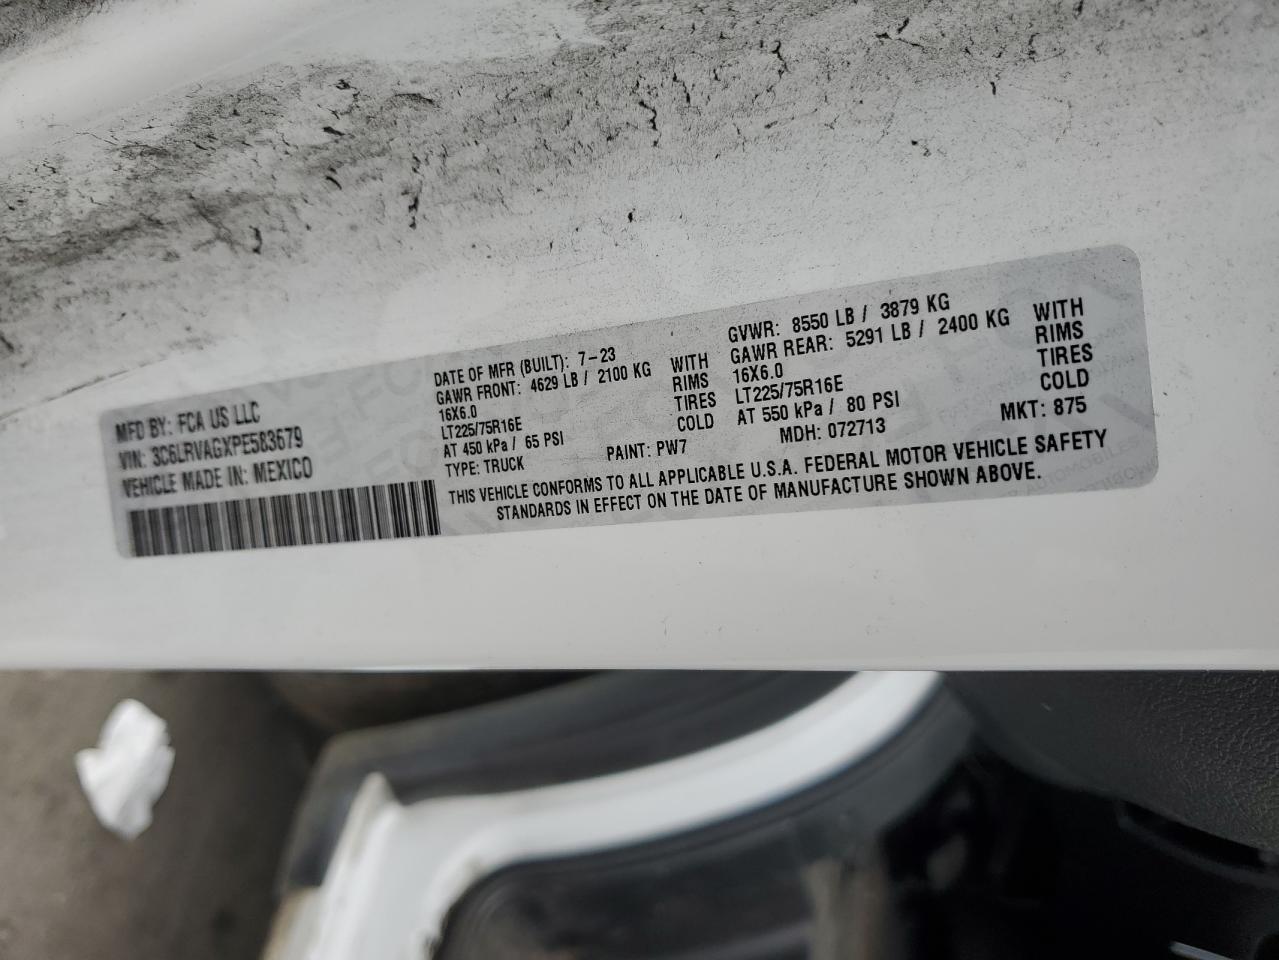 MFD BY: FCA US LLC
VIN: 3C6LRVAGXPE583679
VEHICLE MADE IN: MEXICO
DATE OF MFR (BUILT): 7-23
GAWR FRONT: 4629 LB / 2100 KG WITH
16X6.0 RIMS
LT225/75R16E TIRES
AT 450 kPa / 65 PSI COLD
TYPE: TRUCK PAINT: PW7
GVWR: 8550 LB / 3879 KG
GAWR REAR: 5291 LB / 2400 KG WITH
16X6.0 RIMS
LT225/75R16E TIRES
AT 550 kPa / 80 PSI COLD
MDH: 072713 MKT: 875
THIS VEHICLE CONFORMS TO ALL APPLICABLE U.S.A. FEDERAL MOTOR VEHICLE SAFETY
STANDARDS IN EFFECT ON THE DATE OF MANUFACTURE SHOWN ABOVE.